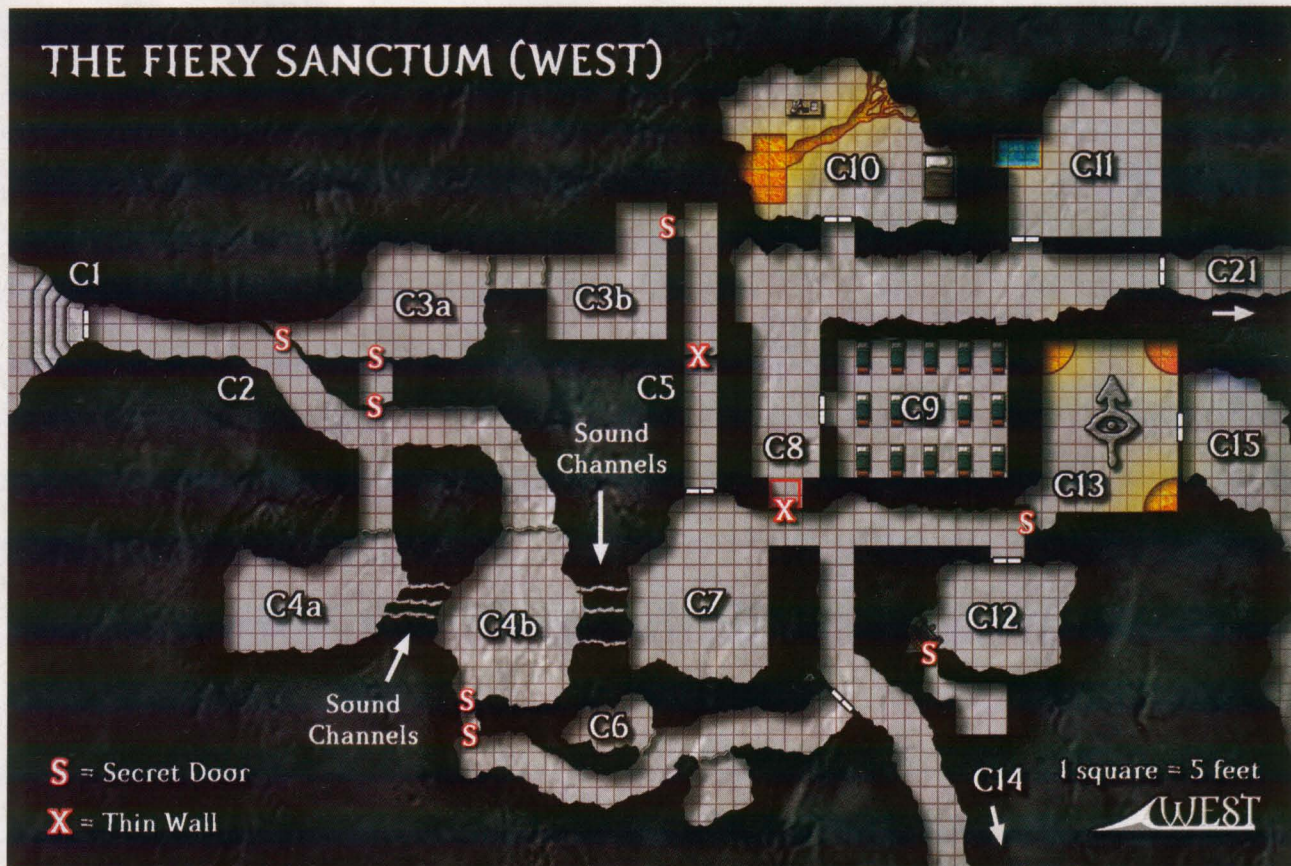 THE FIERY SANCTUM (WEST)
C10
C11
S
C1
C21
C3a
C3b
S
S
X
C2
C5
S
C9
Sound
Channels
C8
C15
C13
X
S
C4a
C7
C4b
C12
S
Sound
Channels
S
C6
S
S = Secret Door
C14
1 square = 5 feet
X = Thin Wall
WEST